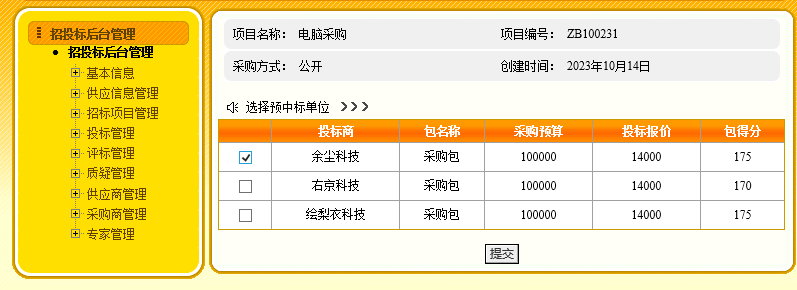 招投标后台管理
招投标后台管理
基本信息
供应信息管理
招标项目管理
投标管理
评标管理
质疑管理
供应商管理
采购商管理
专家管理
项目名称： 电脑采购 项目编号： ZB100231
采购方式： 公开 创建时间： 2023年10月14日
选择预中标单位
投标商 包名称 采购预算 投标报价 包得分
余尘科技 采购包 100000 14000 175
右京科技 采购包 100000 14000 170
绘梨衣科技 采购包 100000 14000 175
提交